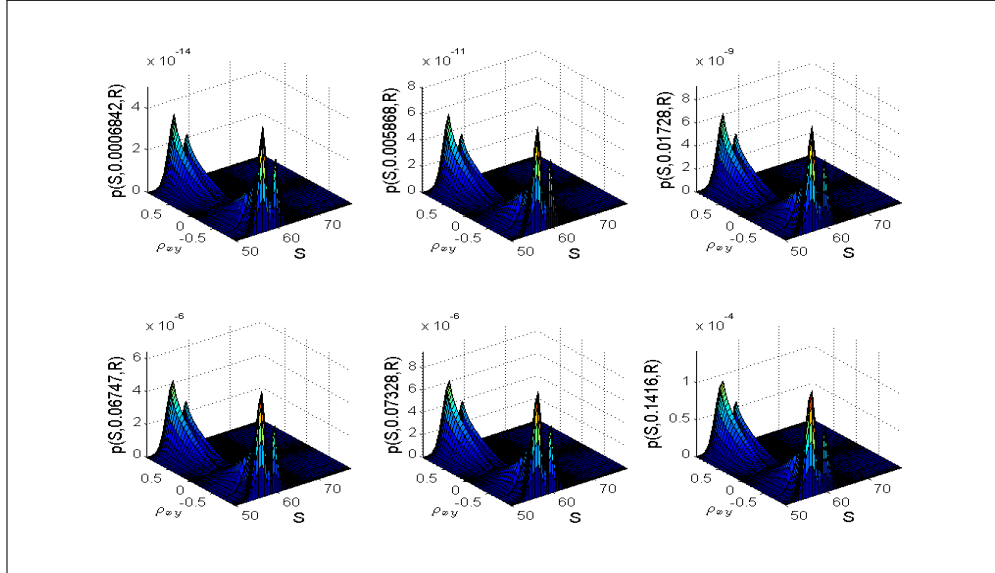 x 10^-14
p(S,0.0006842,R)
4
2
0
0.5
0
-0.5
ρxy
50
60
70
S
x 10^-11
p(S,0.005868,R)
8
6
4
2
0
0.5
0
-0.5
ρxy
50
60
70
S
x 10^-9
p(S,0.01728,R)
8
6
4
2
0
0.5
0
-0.5
ρxy
50
60
70
S
x 10^-6
p(S,0.06747,R)
6
4
2
0
0.5
0
-0.5
ρxy
50
60
70
S
x 10^-6
p(S,0.07328,R)
8
6
4
2
0
0.5
0
-0.5
ρxy
50
60
70
S
x 10^-4
p(S,0.1416,R)
1
0.5
0
0.5
0
-0.5
ρxy
50
60
70
S